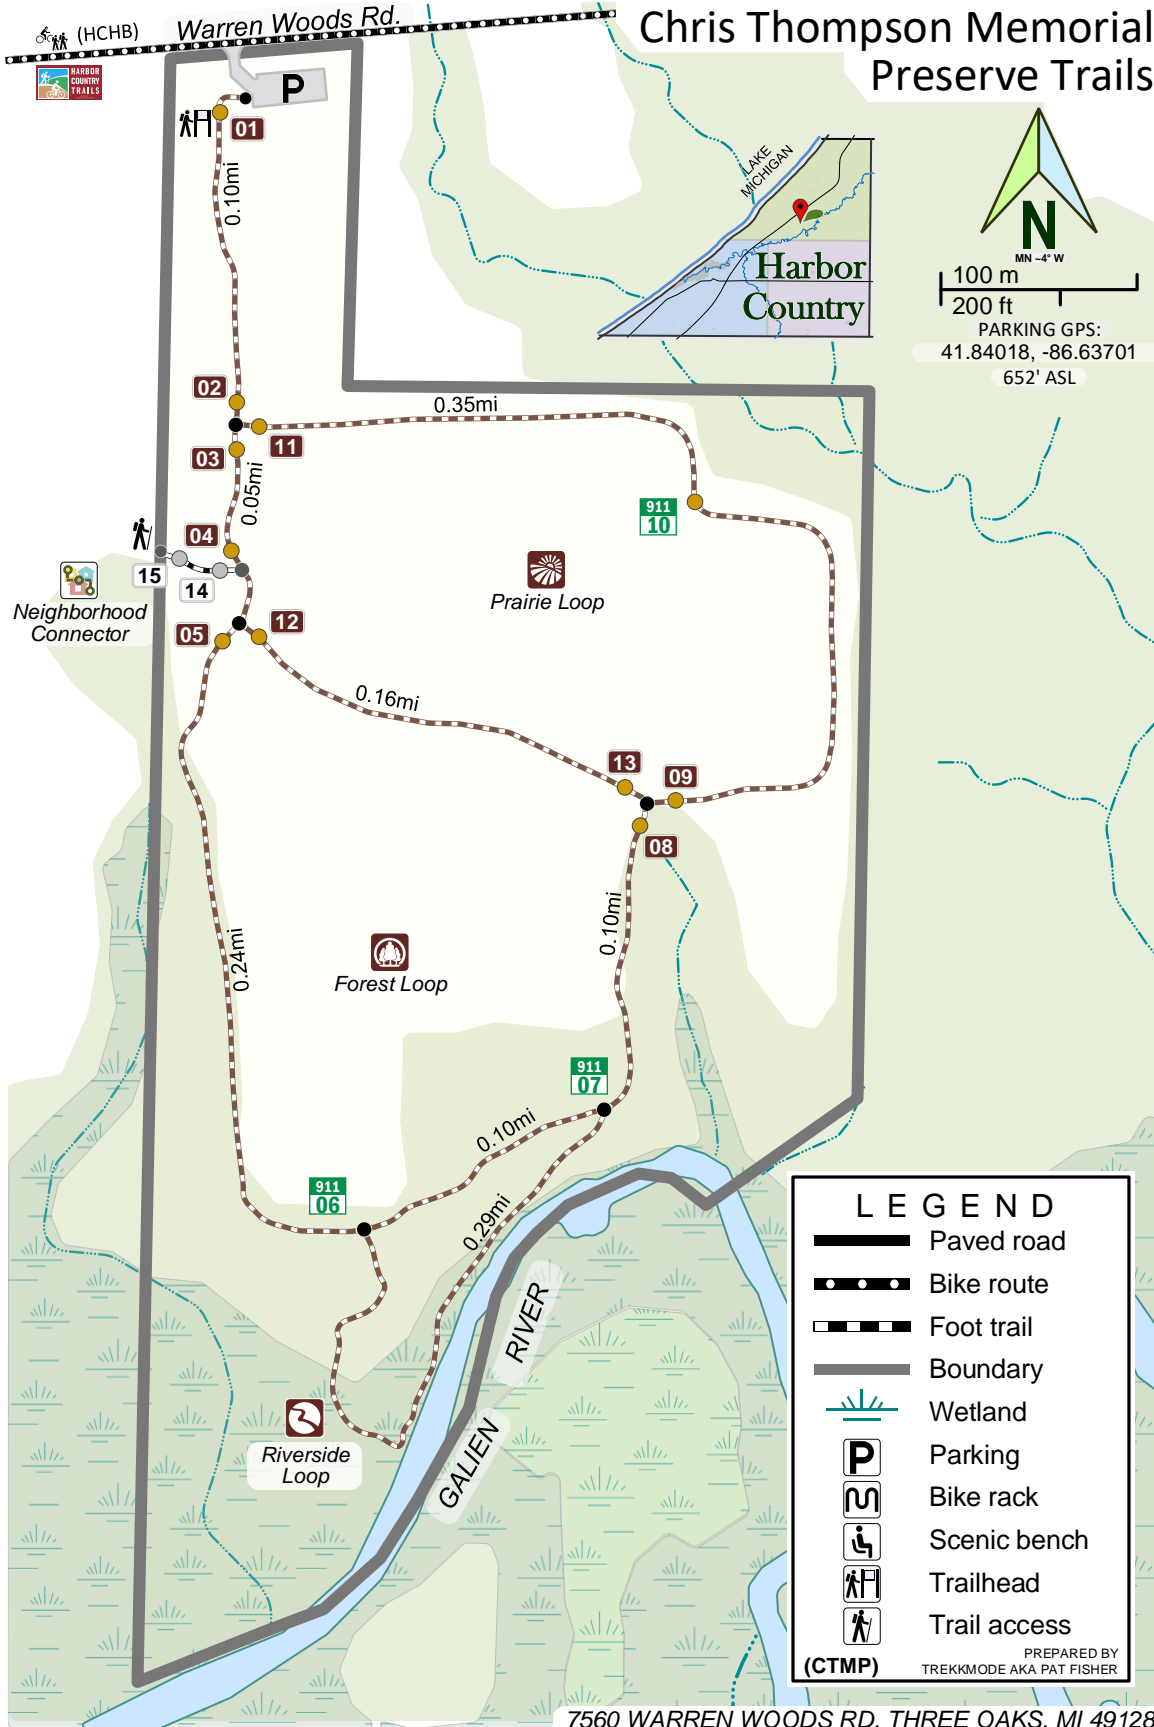 Chris Thompson Memorial
Preserve Trails
(HCHB)
Warren Woods Rd.
HARBOR
COUNTRY
TRAILS
P
01
0.10mi
LAKE
MICHIGAN
Harbor
Country
N
MN ~4° W
100 m
200 ft
PARKING GPS:
41.84018, -86.63701
652' ASL
02
0.35mi
11
03
0.05mi
911
10
04
15
14
Neighborhood
Connector
Prairie Loop
05
12
0.16mi
13
09
08
0.10mi
0.24mi
Forest Loop
911
07
0.10mi
911
06
0.29mi
RIVER
GALIEN
Riverside
Loop
LEGEND
Paved road
Bike route
Foot trail
Boundary
Wetland
P Parking
Bike rack
Scenic bench
Trailhead
Trail access
(CTMP)
PREPARED BY
TREKKMODE AKA PAT FISHER
7560 WARREN WOODS RD, THREE OAKS, MI 49128